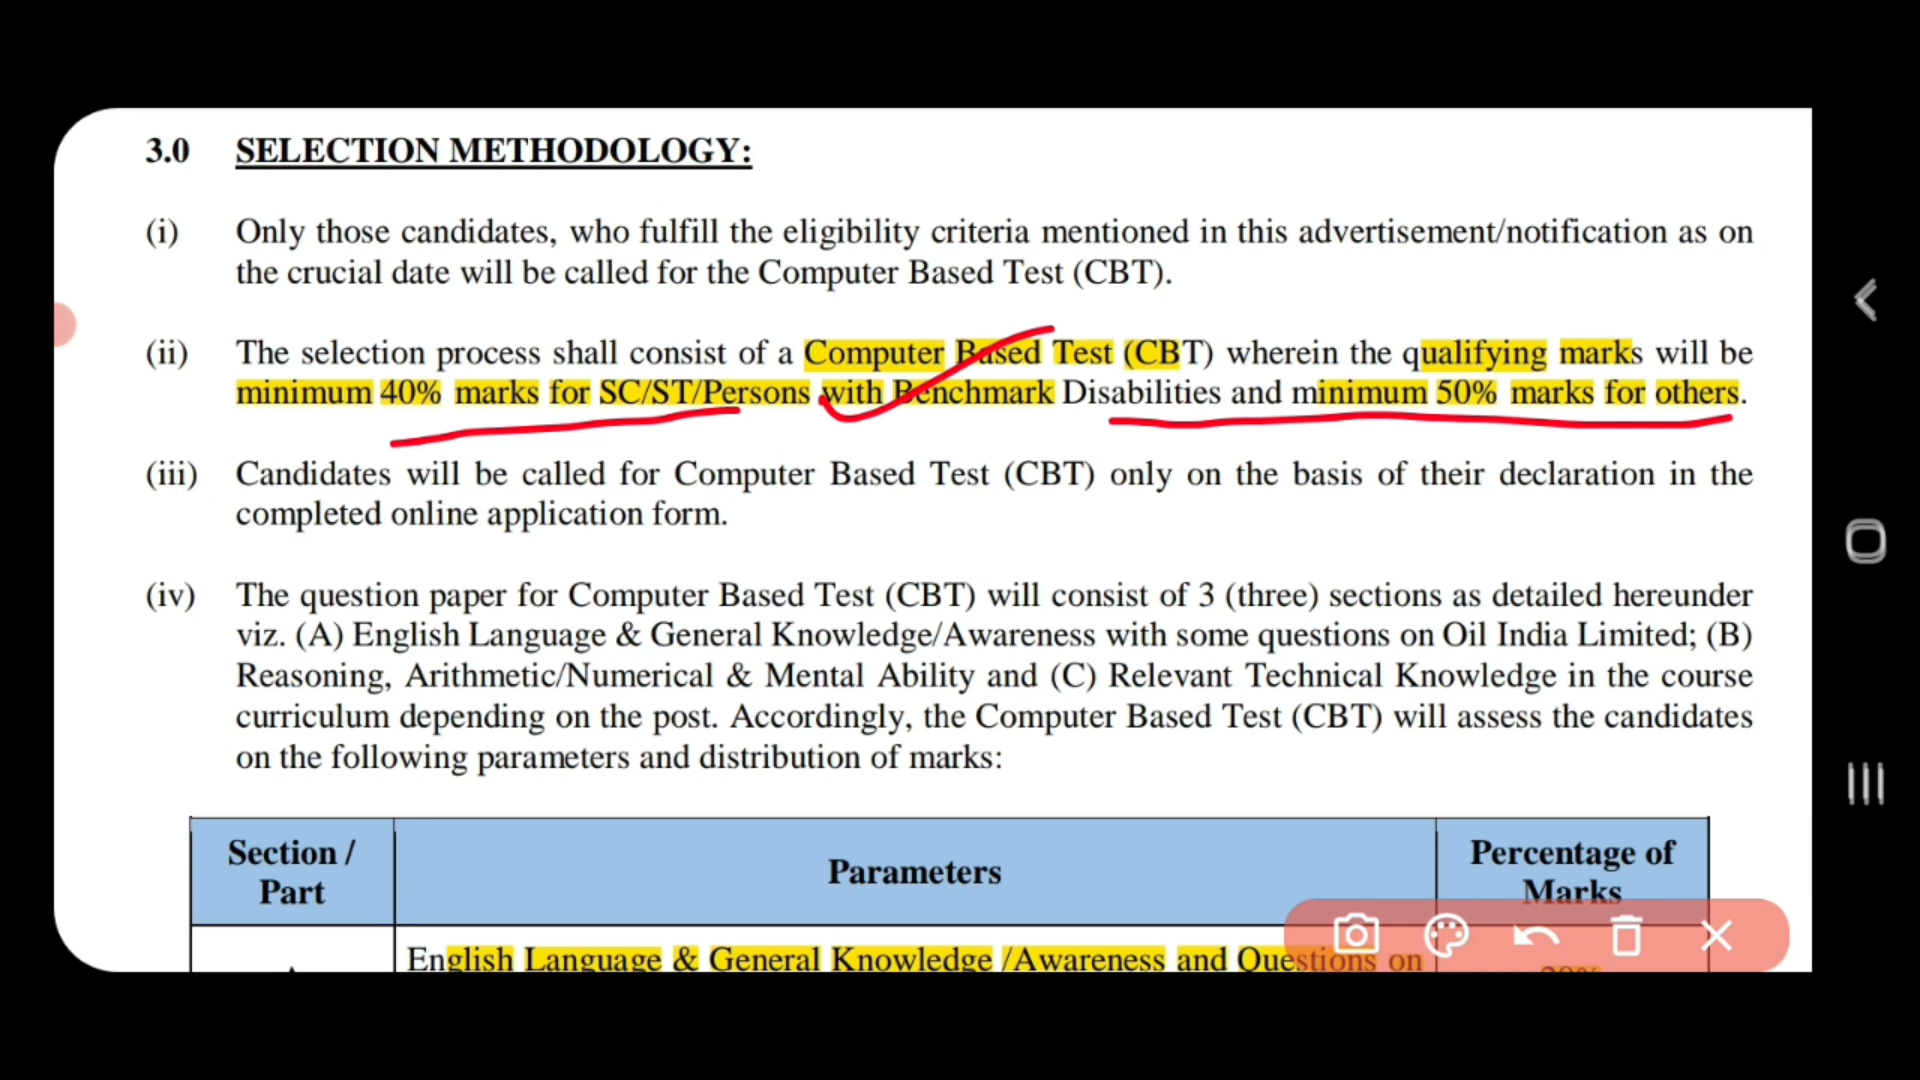 3.0 SELECTION METHODOLOGY:
(i) Only those candidates, who fulfill the eligibility criteria mentioned in this advertisement/notification as on
the crucial date will be called for the Computer Based Test (CBT).
(ii) The selection process shall consist of a Computer Based Test (CBT) wherein the qualifying marks will be
minimum 40% marks for SC/ST/Persons with Benchmark Disabilities and minimum 50% marks for others.
(iii) Candidates will be called for Computer Based Test (CBT) only on the basis of their declaration in the
completed online application form.
(iv) The question paper for Computer Based Test (CBT) will consist of 3 (three) sections as detailed hereunder
viz. (A) English Language & General Knowledge/Awareness with some questions on Oil India Limited; (B)
Reasoning, Arithmetic/Numerical & Mental Ability and (C) Relevant Technical Knowledge in the course
curriculum depending on the post. Accordingly, the Computer Based Test (CBT) will assess the candidates
on the following parameters and distribution of marks:
Section /
Part
Parameters
Percentage of
Marks
English Language & General Knowledge /Awareness and Questions on